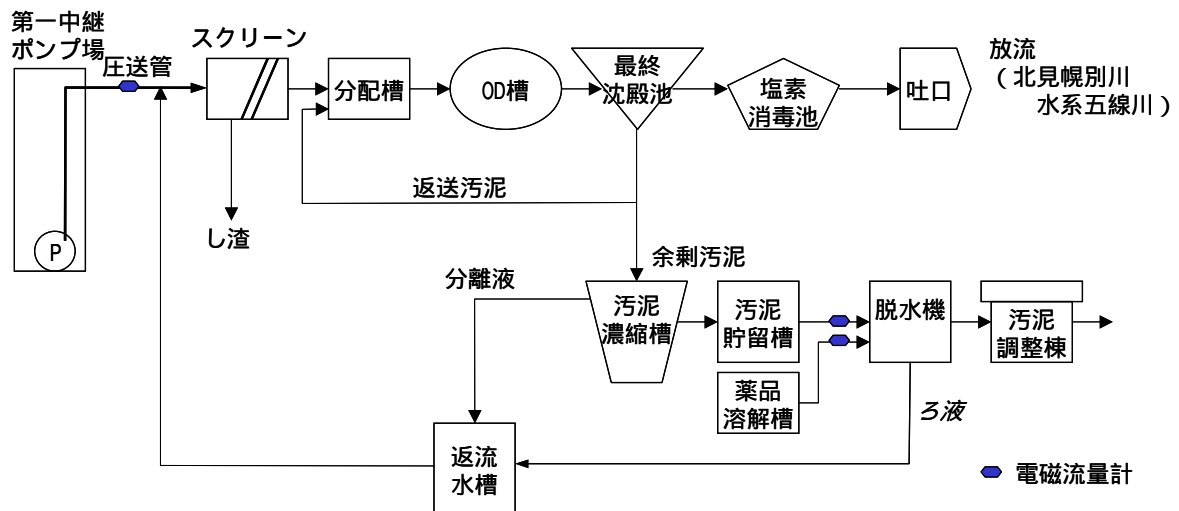 第一中継
ポンプ場
圧送管
スクリーン
分配槽
OD槽
最終
沈殿池
塩素
消毒池
吐口
放流
（北見幌別川
水系五線川）
返送汚泥
し渣
P
余剰汚泥
分離液
汚泥
濃縮槽
汚泥
貯留槽
脱水機
汚泥
調整棟
薬品
溶解槽
ろ液
返流
水槽
電磁流量計